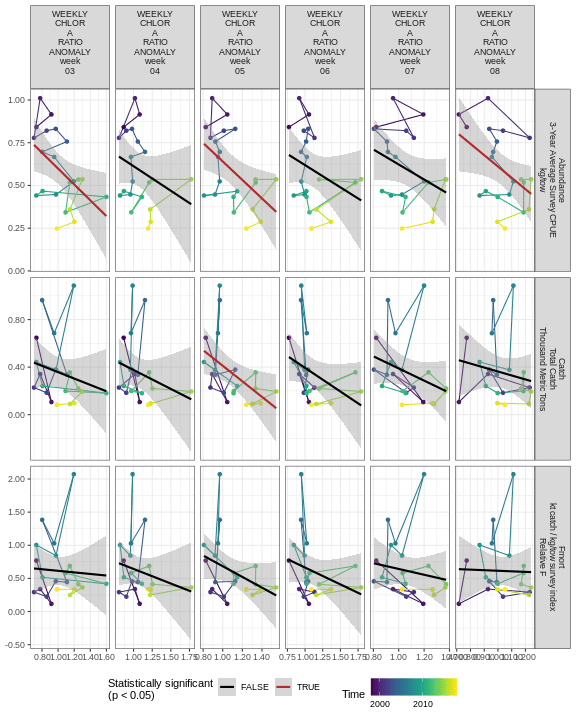 WEEKLY
CHLOR
A
RATIO
ANOMALY
week
03
WEEKLY
CHLOR
A
RATIO
ANOMALY
week
04
WEEKLY
CHLOR
A
RATIO
ANOMALY
week
05
WEEKLY
CHLOR
A
RATIO
ANOMALY
week
06
WEEKLY
CHLOR
A
RATIO
ANOMALY
week
07
WEEKLY
CHLOR
A
RATIO
ANOMALY
week
08
1.00
0.75
0.50
0.25
0.00
Abundance
3-Year Average Survey CPUE
kg/tow
0.80
0.40
0.00
Catch
Total Catch
Thousand Metric Tons
2.00
1.50
1.00
0.50
0.00
-0.50
Fmort
kt catch / kg/tow survey index
Relative F
0.80 1.00 1.20 1.40 1.60
0.75 1.00 1.25 1.50 1.75
0.80 1.00 1.20 1.40
0.75 1.00 1.25 1.50 1.75
0.80 1.00 1.20
Statistically significant
(p < 0.05)
FALSE
TRUE
Time
2000
2010